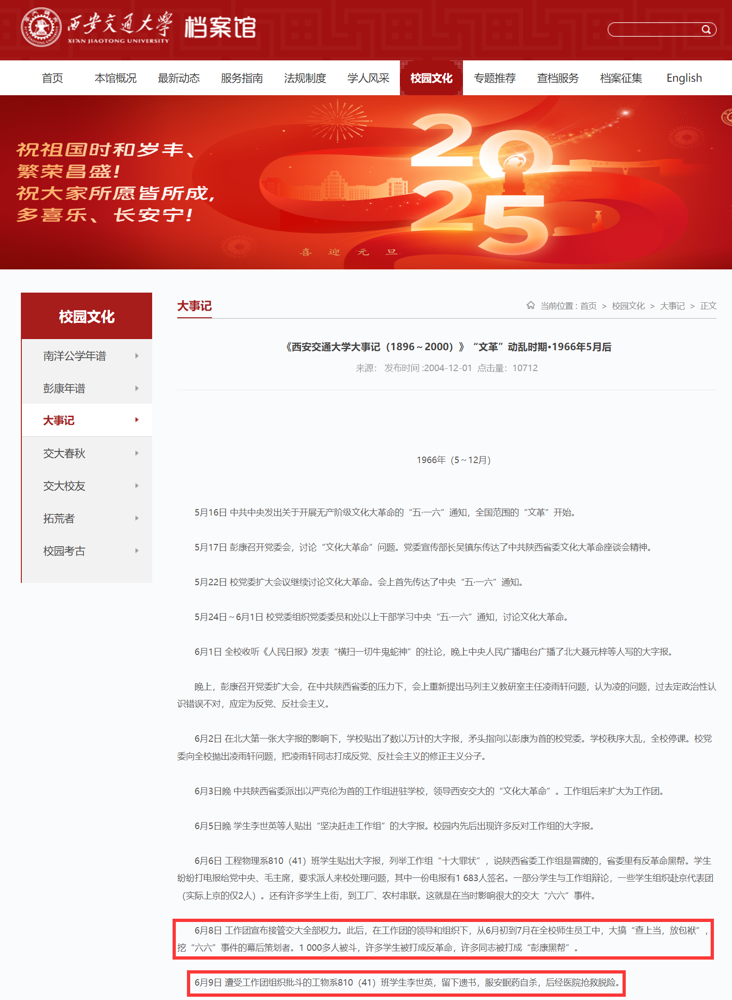 西安交通大学 档案馆
XI'AN JIAOTONG UNIVERSITY
首页 本馆概况 最新动态 服务指南 法规制度 学人风采 校园文化 专题推荐 查档服务 档案征集 English
祝祖国时和岁丰、
繁荣昌盛!
祝大家所愿皆所成,
多喜乐、长安宁!
2025
喜迎元旦
校园文化
南洋公学年谱
彭康年谱
大事记
交大春秋
交大校友
拓荒者
校园考古
大事记
当前位置 : 首页 > 校园文化 > 大事记 > 正文
《西安交通大学大事记（1896～2000）》“文革”动乱时期·1966年5月后
来源： 发布时间 :2004-12-01 点击量：10712
1966年（5～12月）
5月16日 中共中央发出关于开展无产阶级文化大革命的“五·一六”通知，全国范围的“文革”开始。
5月17日 彭康召开党委会，讨论“文化大革命”问题。党委宣传部长吴镇东传达了中共陕西省委文化大革命座谈会精神。
5月22日 校党委扩大会议继续讨论文化大革命。会上首先传达了中央“五·一六”通知。
5月24日～6月1日 校党委组织党委委员和处以上干部学习中央“五·一六”通知，讨论文化大革命。
6月1日 全校收听《人民日报》发表“横扫一切牛鬼蛇神”的社论，晚上中央人民广播电台广播了北大聂元梓等人写的大字报。
晚上，彭康召开党委扩大会，在中共陕西省委的压力下，会上重新提出马列主义教研室主任凌雨轩问题，认为凌的问题，过去定政治性认
识错误不对，应定为反党、反社会主义。
6月2日 在北大第一张大字报的影响下，学校贴出了数以万计的大字报，矛头指向以彭康为首的校党委。学校秩序大乱，全校停课。校党
委向全校抛出凌雨轩问题，把凌雨轩同志打成反党、反社会主义的修正主义分子。
6月3日晚 中共陕西省委派出以严克伦为首的工作组进驻学校，领导西安交大的“文化大革命”。工作组后来扩大为工作团。
6月5日晚 学生李世英等人贴出“坚决赶走工作组”的大字报。校园内先后出现许多反对工作组的大字报。
6月6日 工程物理系810（41）班学生贴出大字报，列举工作组“十大罪状”，说陕西省委工作组是冒牌的，省委里有反革命黑帮。学生
纷纷打电报给党中央、毛主席，要求派人来校处理问题，其中一份电报有1 683人签名。一部分学生与工作组辩论，一些学生组织赴京代表团
（实际上京的仅2人）。还有许多学生上街，到工厂、农村串联。这就是在当时影响很大的交大“六六”事件。
6月8日 工作团宣布接管交大全部权力。此后，在工作团的领导和组织下，从6月初到7月在全校师生员工中，大搞“查上当，放包袱”，
挖“六六”事件的幕后策划者。1 000多人被斗，许多学生被打成反革命，许多同志被打成“彭康黑帮”。
6月9日 遭受工作团组织批斗的工物系810（41）班学生李世英，留下遗书，服安眠药自杀，后经医院抢救脱险。